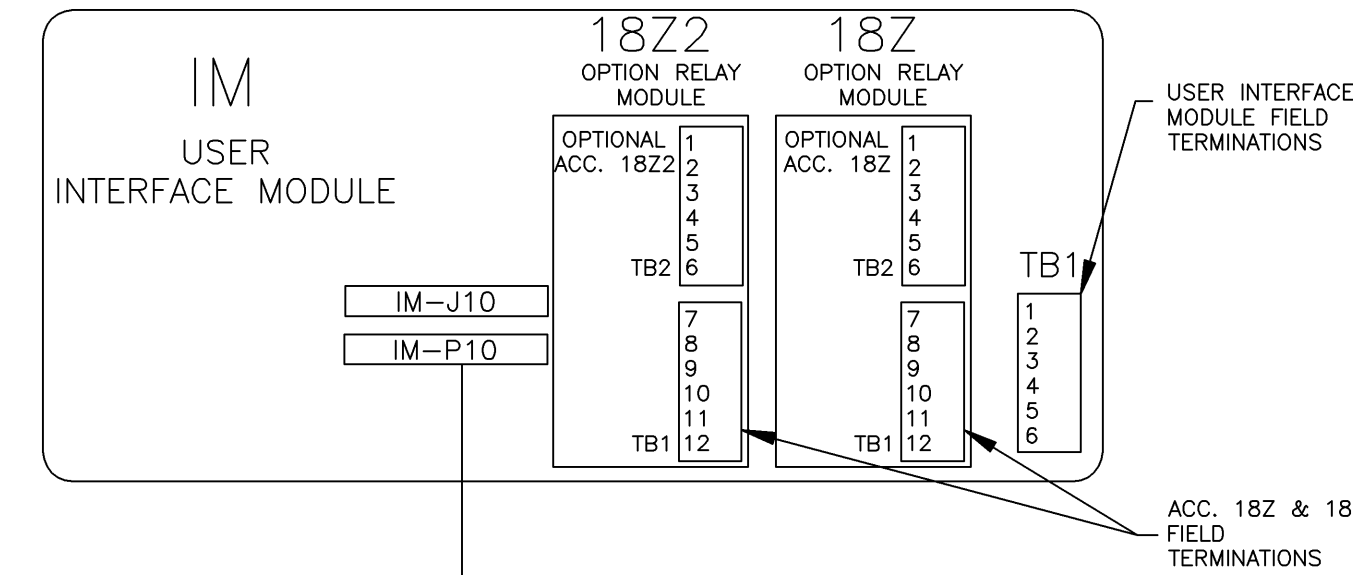 IM
USER
INTERFACE MODULE
18Z2
OPTION RELAY
MODULE
OPTIONAL
ACC. 18Z2
1
2
3
4
5
TB2 6
7
8
9
10
11
TB1 12
18Z
OPTION RELAY
MODULE
OPTIONAL
ACC. 18Z
1
2
3
4
5
TB2 6
7
8
9
10
11
TB1 12
IM-J10
IM-P10
TB1
1
2
3
4
5
6
USER INTERFACE
MODULE FIELD
TERMINATIONS
ACC. 18Z & 18
FIELD
TERMINATIONS